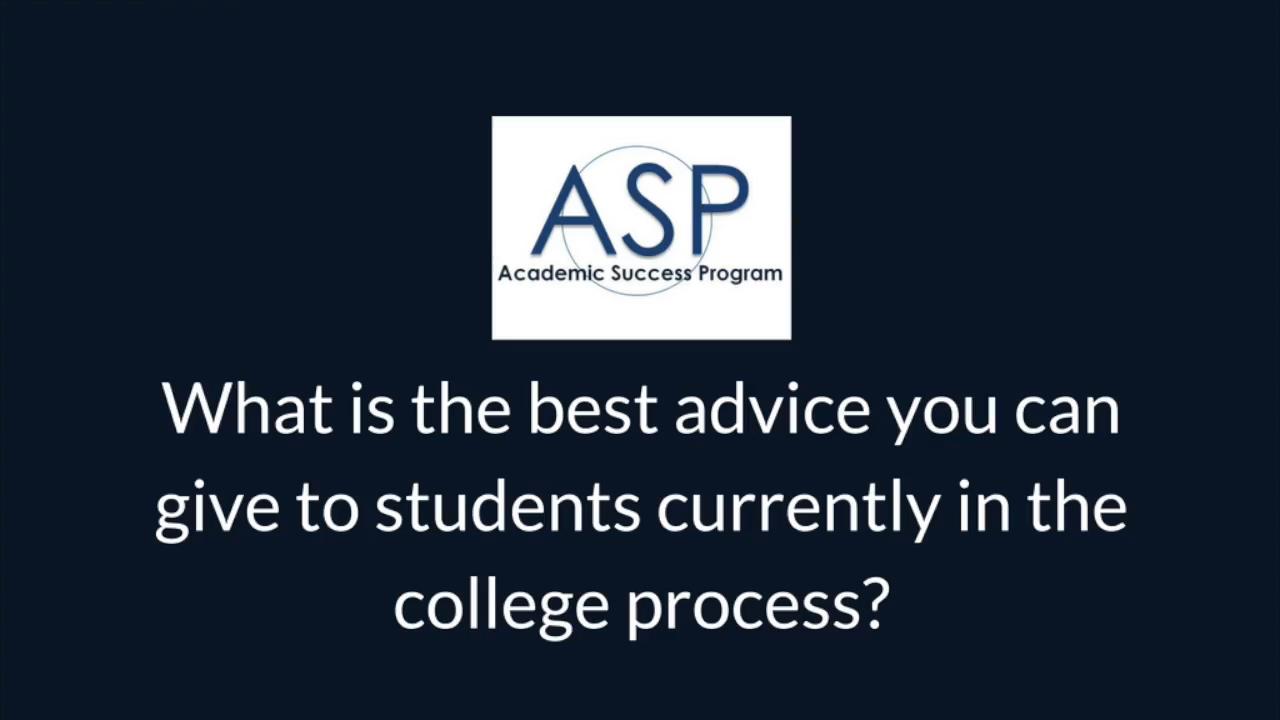 ASP
Academic Success Program
What is the best advice you can
give to students currently in the
college process?